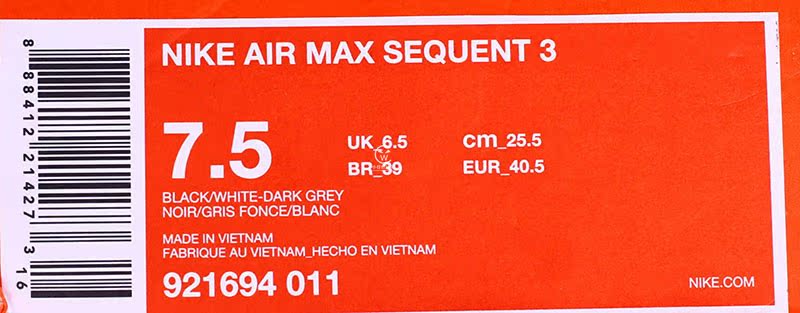 NIKE AIR MAX SEQUENT 3
7.5
UK_6.5 cm_25.5
BR_39 EUR_40.5
BLACK/WHITE-DARK GREY
NOIR/GRIS FONCE/BLANC
MADE IN VIETNAM
FABRIQUE AU VIETNAM_HECHO EN VIETNAM
921694 011
NIKE.COM
8 88412 21427 3 16